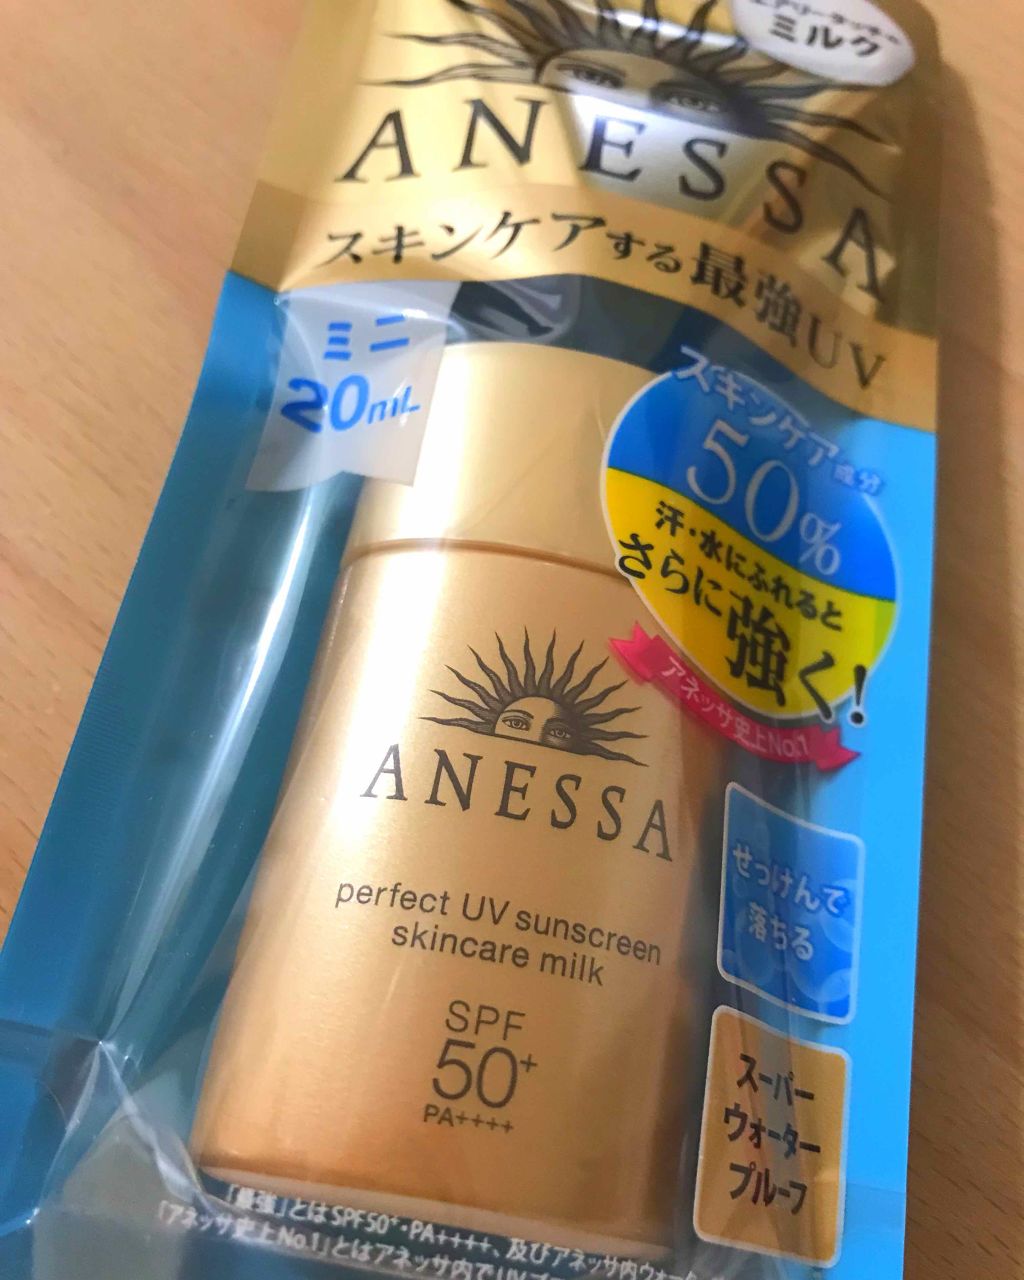 ミルク
ANESSA
スキンケアする最強UV
ミニ
20mL
スキンケア成分
50%
汗・水にふれると
さらに強く!
アネッサ史上No.1
ANESSA
perfect UV sunscreen
skincare milk
SPF
50+
PA++++
せっけんで
落ちる
スーパー
ウォーター
プルーフ
「最強」とはSPF50+・PA++++、及びアネッサ内ウォーター
「アネッサ史上No.1」とはアネッサ内でUV